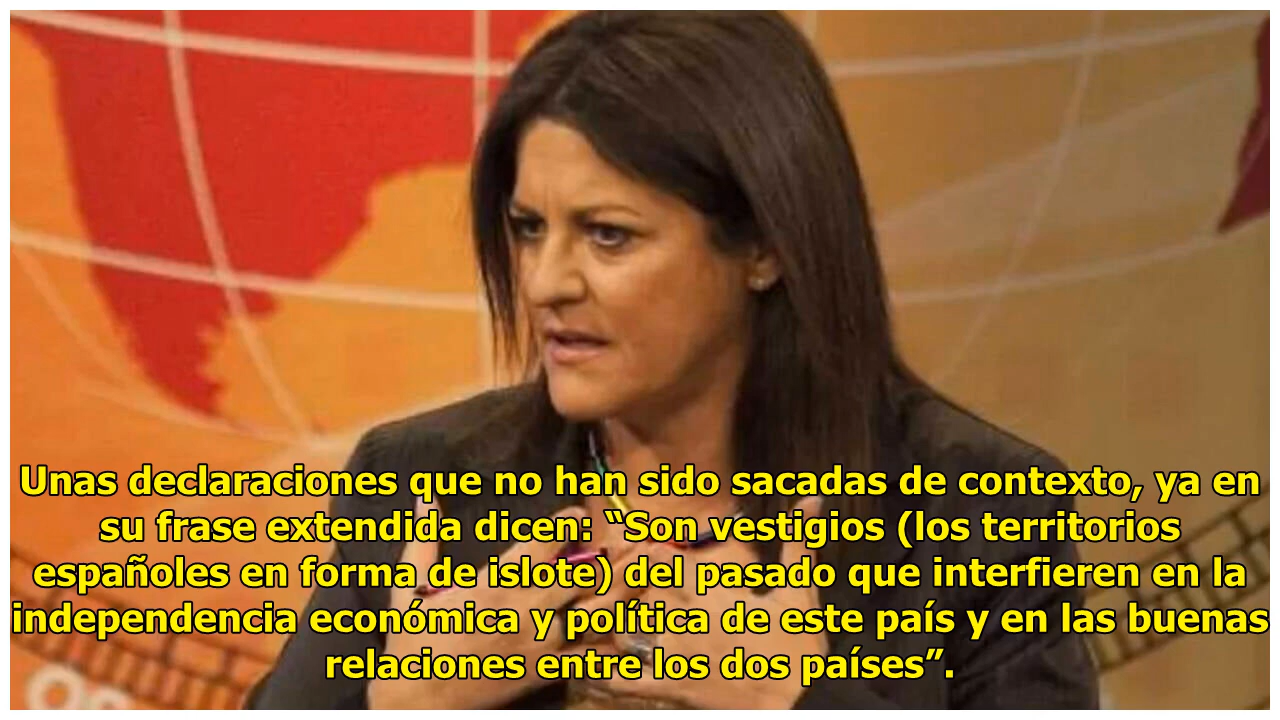 Unas declaraciones que no han sido sacadas de contexto, ya en
su frase extendida dicen: “Son vestigios (los territorios
españoles en forma de islote) del pasado que interfieren en la
independencia económica y política de este país y en las buenas
relaciones entre los dos países”.